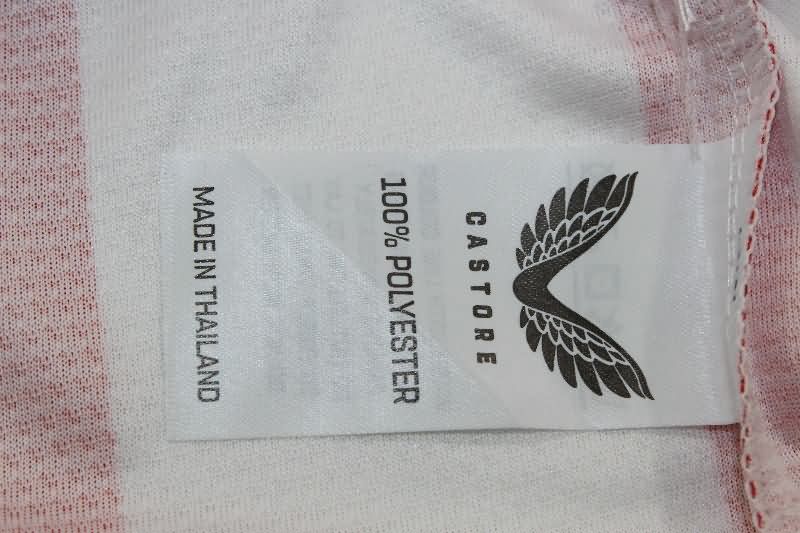 CASTORE
100% POLYESTER
MADE IN THAILAND